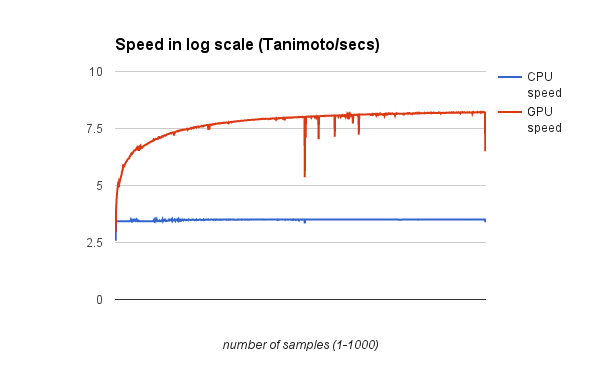 Speed in log scale (Tanimoto/secs)
10
7.5
5
2.5
0
CPU
speed
GPU
speed
number of samples (1-1000)